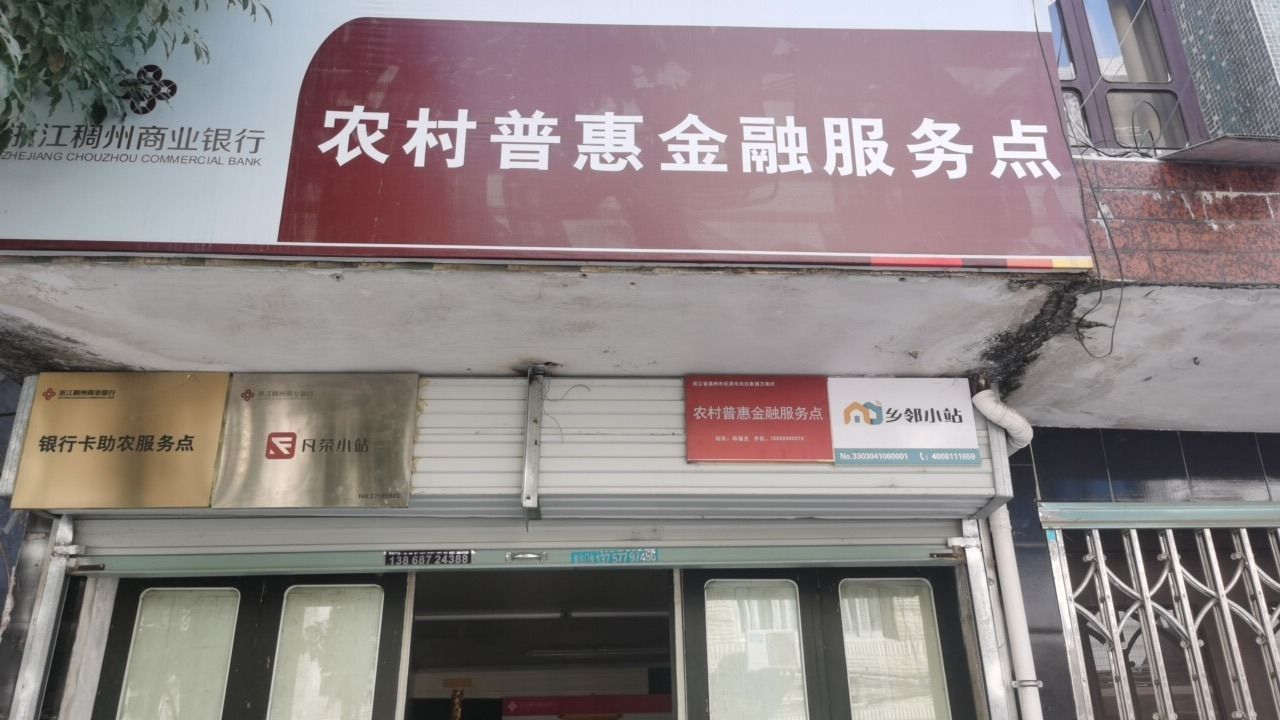 浙江稠州商业银行
ZHEJIANG CHOUZHOU COMMERCIAL BANK
农村普惠金融服务点
浙江稠州商业银行
银行卡助农服务点
浙江稠州商业银行
凡荣小站
农村普惠金融服务点
乡邻小站
No.3303041060001 4008111659
13868724388
13757797486